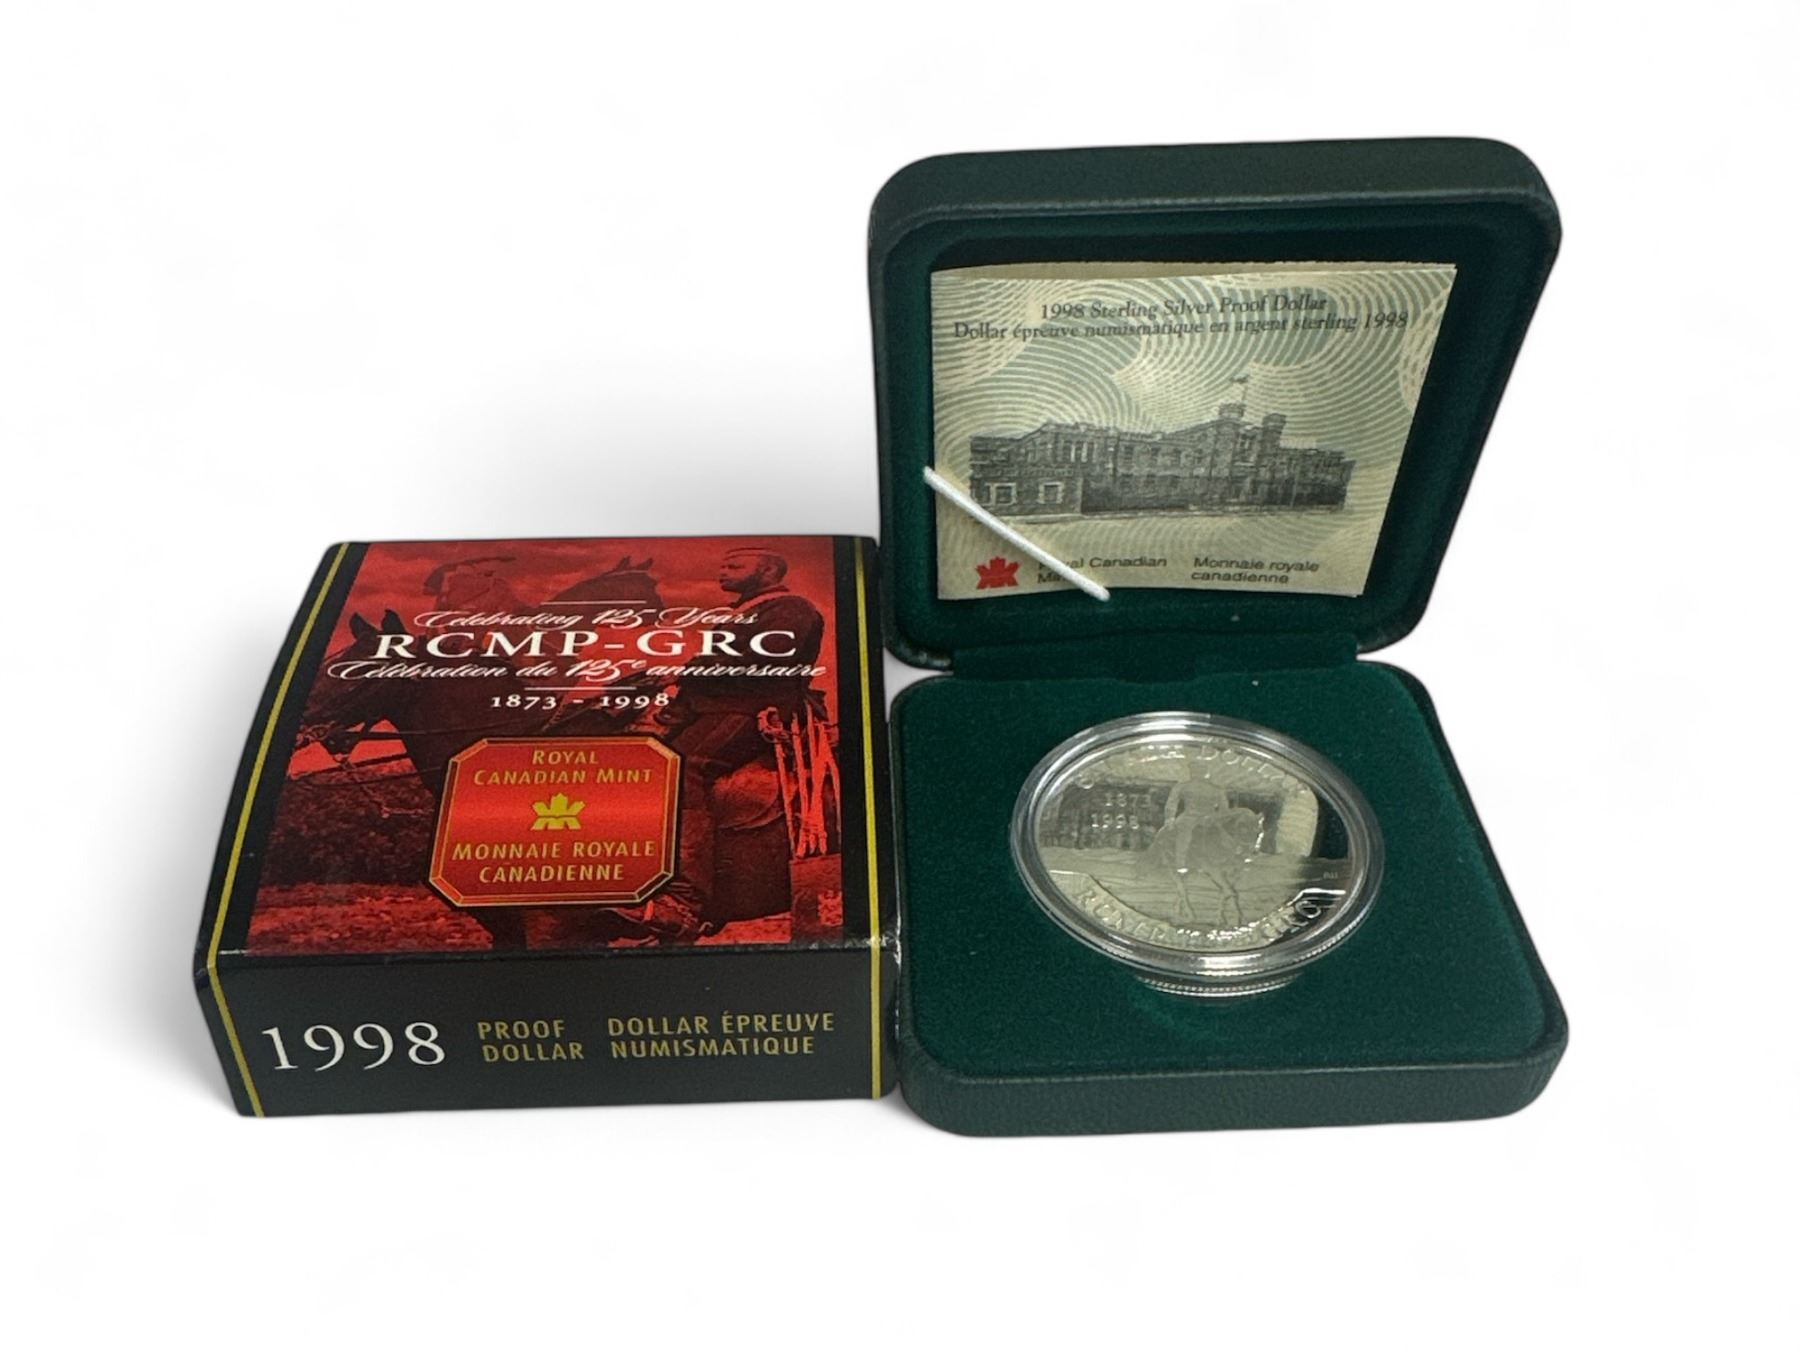 Celebrating 125 Years
RCMP-GRC
Célébration du 125e anniversaire
1873 - 1998
ROYAL
CANADIAN MINT
MONNAIE ROYALE
CANADIENNE
1998
PROOF
DOLLAR
DOLLAR ÉPREUVE
NUMISMATIQUE
1998 Sterling Silver Proof Dollar
Dollar épreuve numismatique en argent sterling 1998
Canadian
Monnaie royale
canadienne
DOLLAR
1873
1998
GRC